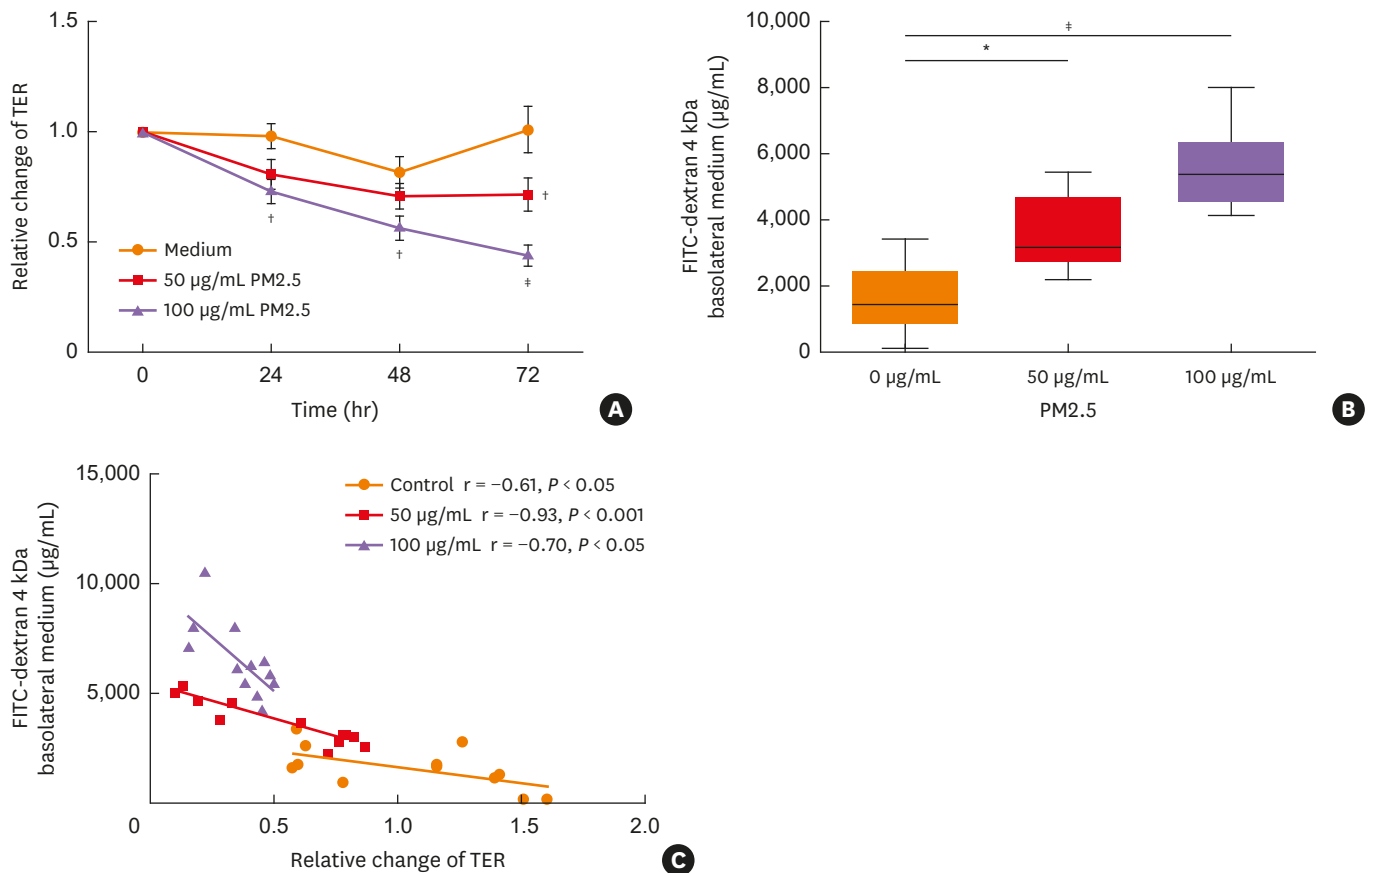 1.5
1.0
0.5
0
Relative change of TER
†
†
†
‡
Medium
50 µg/mL PM2.5
100 µg/mL PM2.5
0 24 48 72
Time (hr)
A
10,000
8,000
6,000
4,000
2,000
0
FITC-dextran 4 kDa
basolateral medium (µg/mL)
‡
*
0 µg/mL 50 µg/mL 100 µg/mL
PM2.5
B
15,000
10,000
5,000
FITC-dextran 4 kDa
basolateral medium (µg/mL)
Control r = −0.61, P < 0.05
50 µg/mL r = −0.93, P < 0.001
100 µg/mL r = −0.70, P < 0.05
0 0.5 1.0 1.5 2.0
Relative change of TER
C